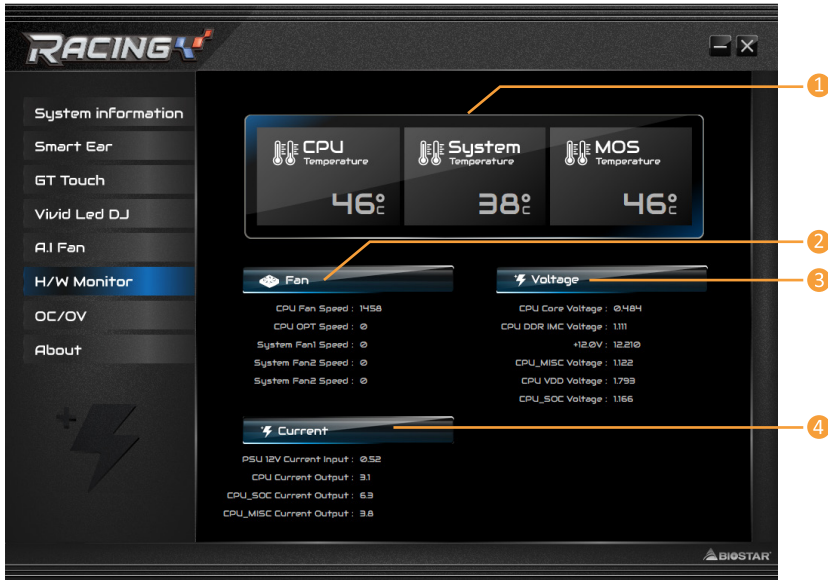 RACING
System information
Smart Ear
GT Touch
Vivid Led DJ
A.I Fan
H/W Monitor
OC/OV
About
1
CPU
Temperature
46°C
System
Temperature
38°C
MOS
Temperature
46°C
2
Fan
CPU Fan Speed : 1458
CPU OPT Speed : 0
System Fan1 Speed : 0
System Fan2 Speed : 0
System Fan2 Speed : 0
3
Voltage
CPU Core Voltage : 0.484
CPU DDR IMC Voltage : 1.111
+12.0V : 12.210
CPU_MISC Voltage : 1.122
CPU VDD Voltage : 1.793
CPU_SOC Voltage : 1.166
4
Current
PSU 12V Current Input : 0.52
CPU Current Output : 3.1
CPU_SOC Current Output : 6.3
CPU_MISC Current Output : 3.8
BIOSTAR